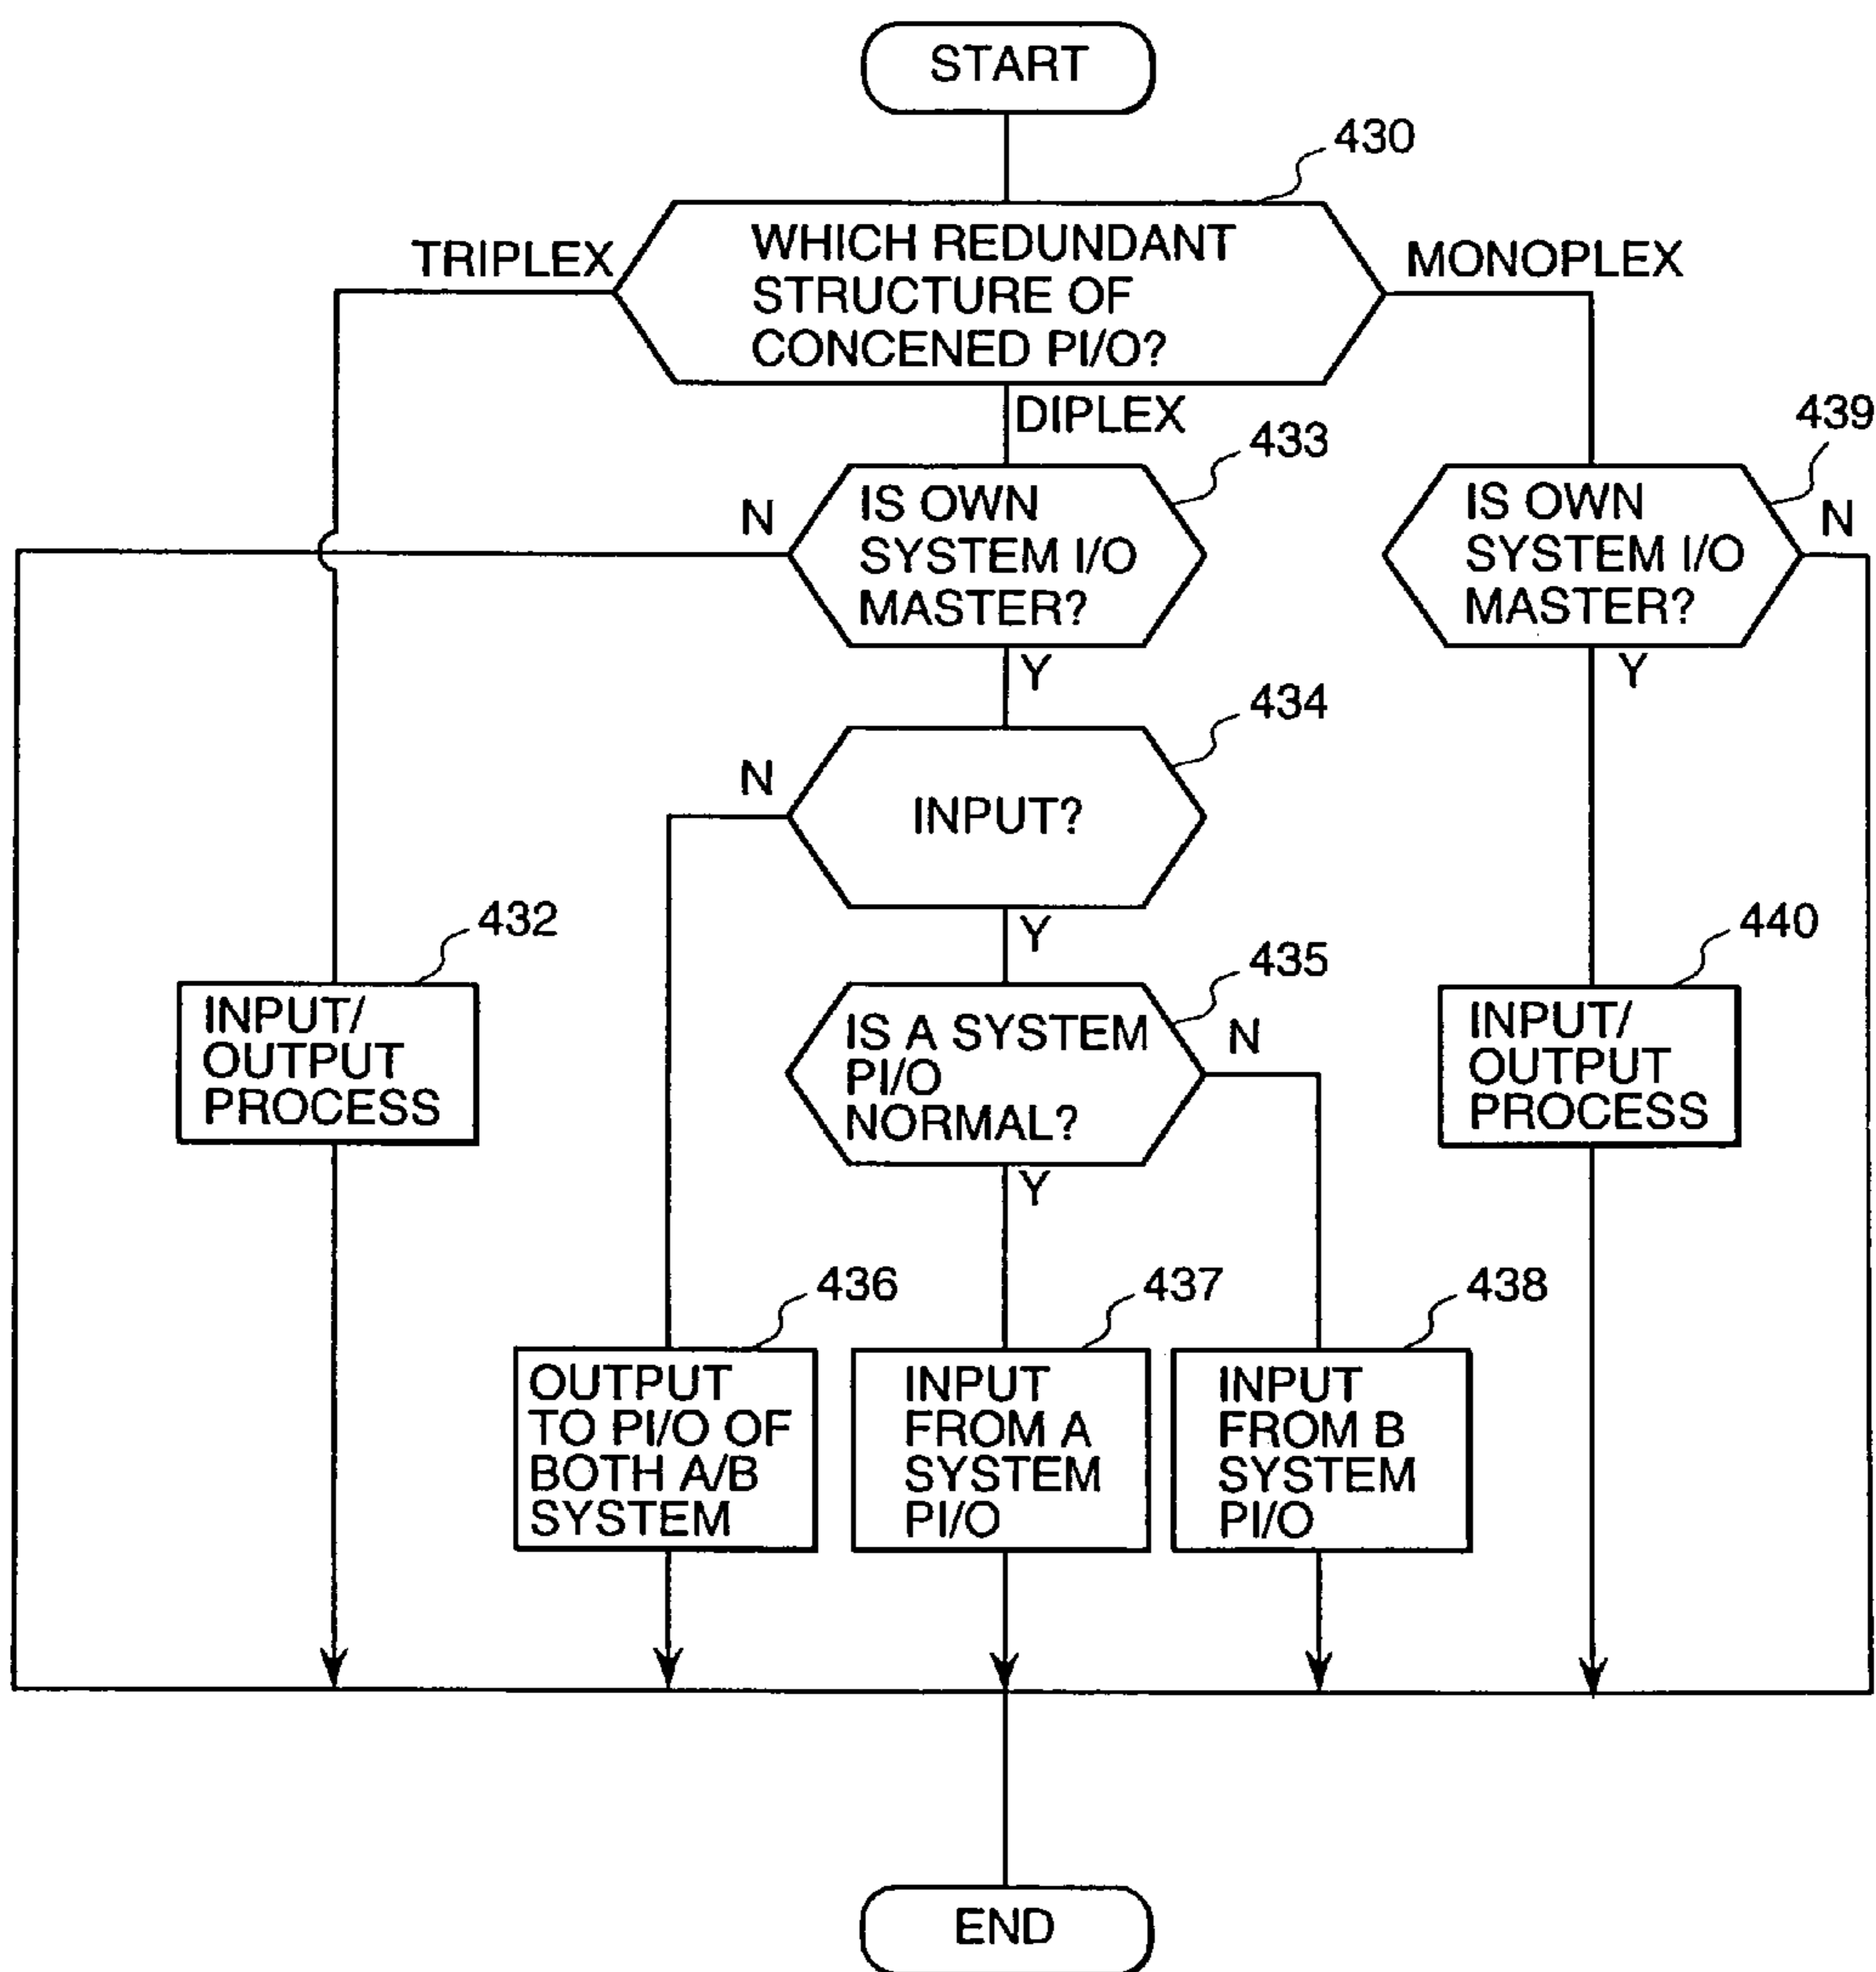 START
430
TRIPLEX
WHICH REDUNDANT
STRUCTURE OF
CONCENED PI/O?
MONOPLEX
DIPLEX
433
439
N
IS OWN
SYSTEM I/O
MASTER?
IS OWN
SYSTEM I/O
MASTER?
N
Y
Y
434
N
INPUT?
Y
432
435
440
INPUT/
OUTPUT
PROCESS
IS A SYSTEM
PI/O
NORMAL?
N
INPUT/
OUTPUT
PROCESS
Y
436
437
438
OUTPUT
TO PI/O OF
BOTH A/B
SYSTEM
INPUT
FROM A
SYSTEM
PI/O
INPUT
FROM B
SYSTEM
PI/O
END